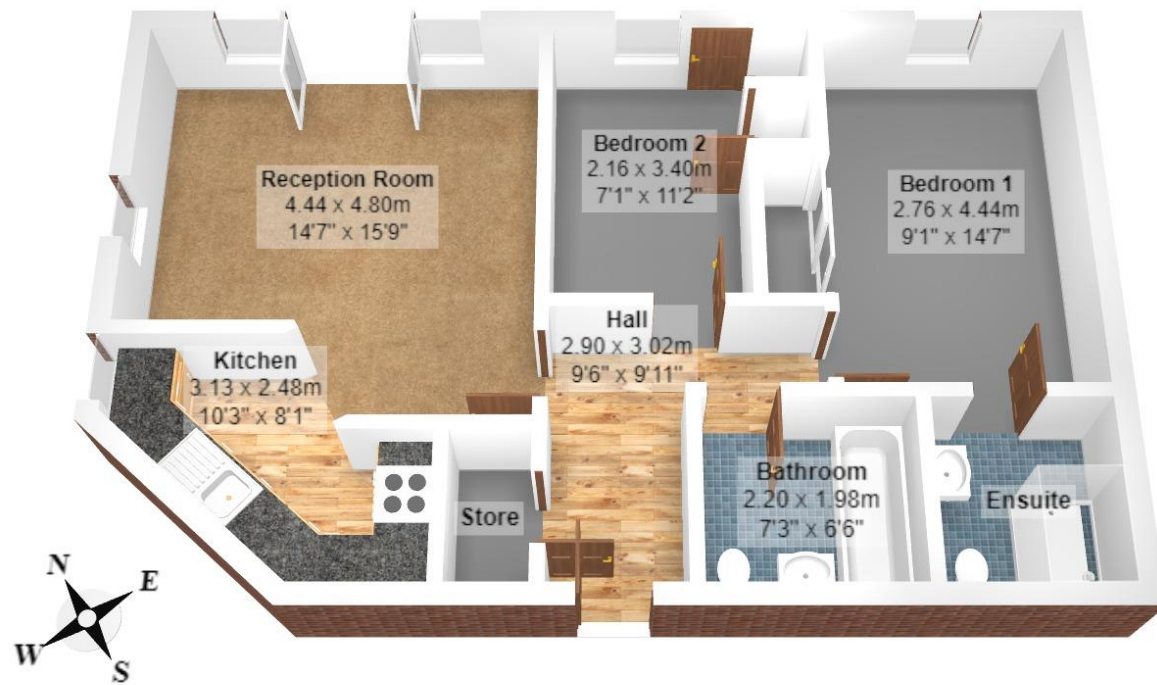 Reception Room
4.44 x 4.80m
14'7" x 15'9"
Bedroom 2
2.16 x 3.40m
7'1" x 11'2"
Bedroom 1
2.76 x 4.44m
9'1" x 14'7"
Hall
2.90 x 3.02m
9'6" x 9'11"
Kitchen
3.13 x 2.48m
10'3" x 8'1"
Store
Bathroom
2.20 x 1.98m
7'3" x 6'6"
Ensuite
N
E
W
S